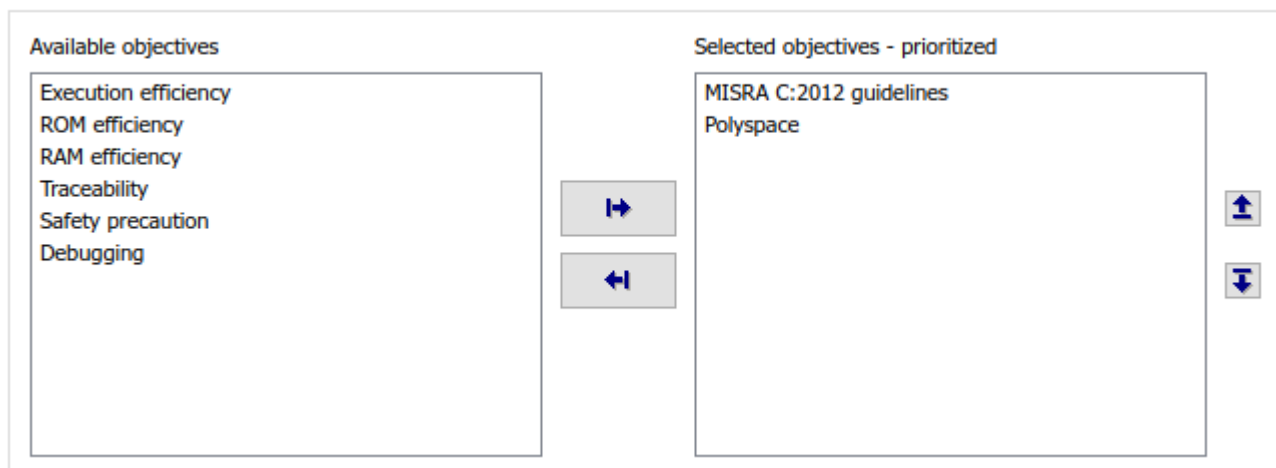 Available objectives
Execution efficiency
ROM efficiency
RAM efficiency
Traceability
Safety precaution
Debugging
Selected objectives - prioritized
MISRA C:2012 guidelines
Polyspace